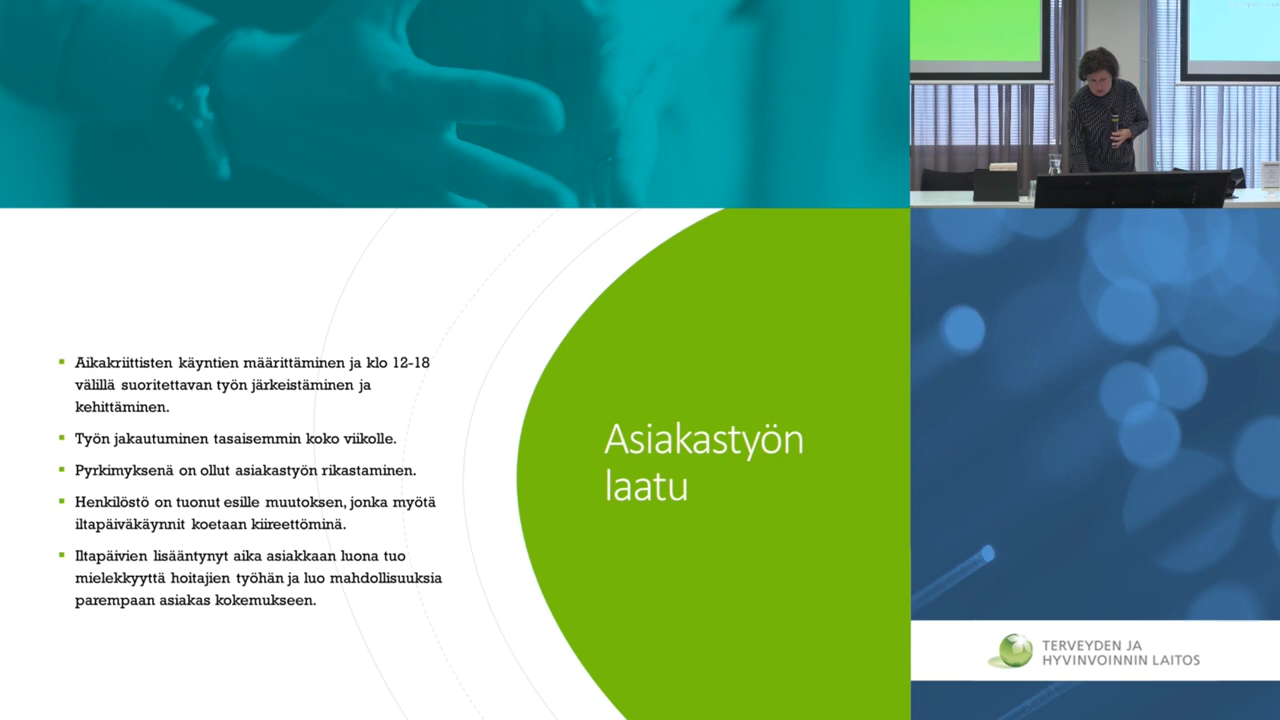 Aikakriittisten käyntien määrittäminen ja klo 12-18
välillä suoritettavan työn järkeistäminen ja
kehittäminen.
Työn jakautuminen tasaisemmin koko viikolle.
Pyrkimyksenä on ollut asiakastyön rikastaminen.
Henkilöstö on tuonut esille muutoksen, jonka myötä
iltapäiväkäynnit koetaan kiireettöminä.
Iltapäivien lisääntynyt aika asiakkaan luona tuo
mielekkyyttä hoitajien työhön ja luo mahdollisuuksia
parempaan asiakas kokemukseen.
Asiakastyön
laatu
TERVEYDEN JA
HYVINVOINNIN LAITOS